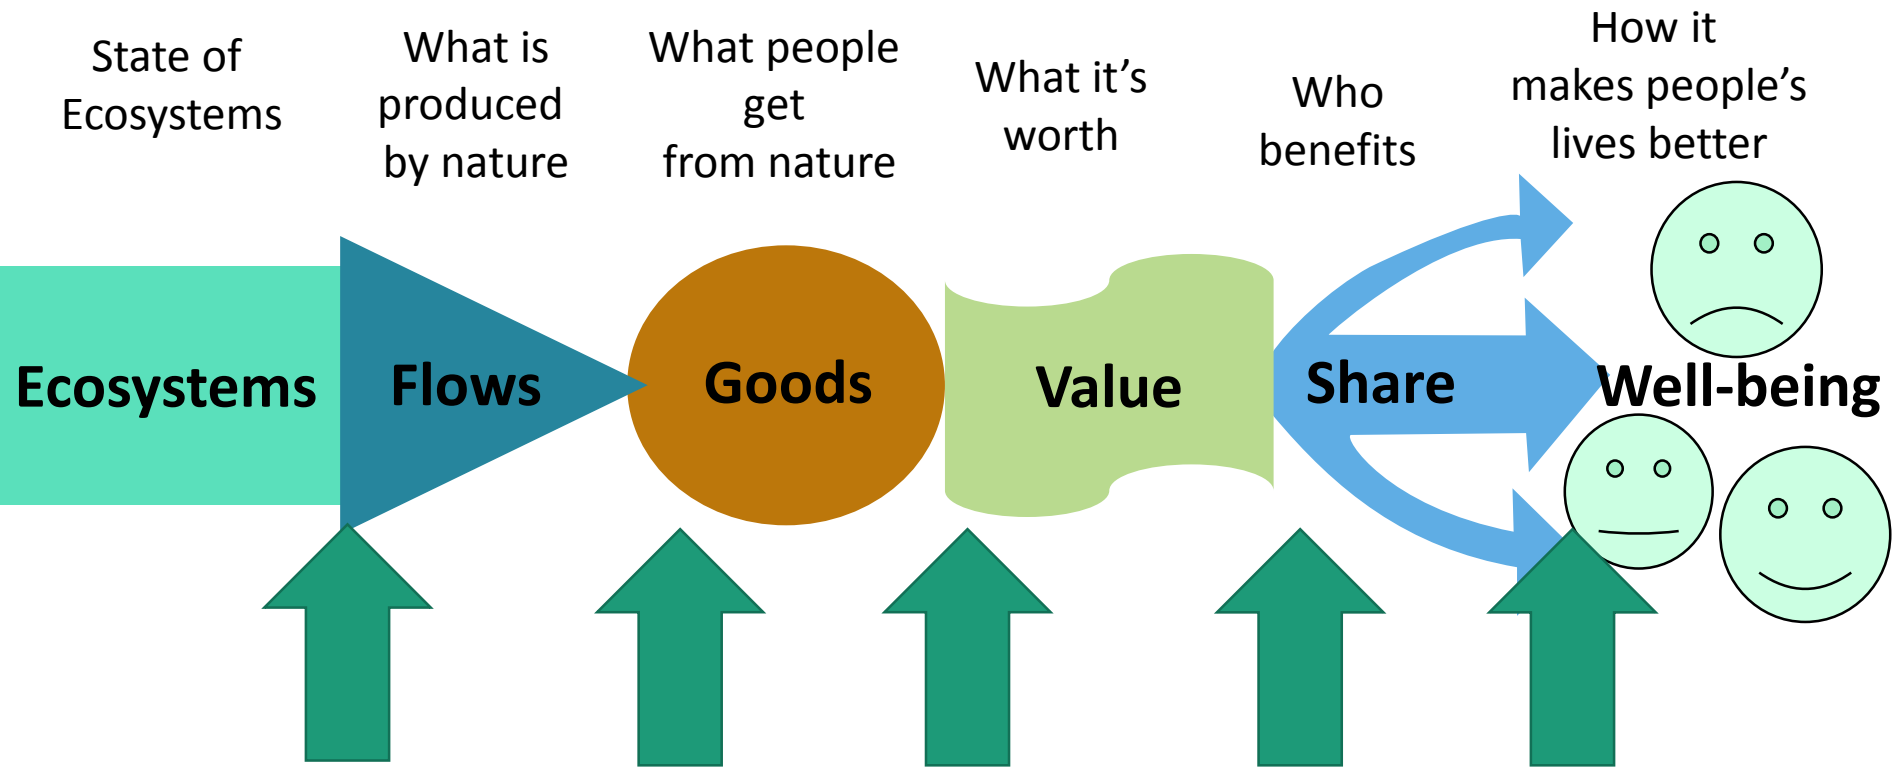 State of
Ecosystems
What is
produced
by nature
What people
get
from nature
What it’s
worth
Who
benefits
How it
makes people’s
lives better
Ecosystems
Flows
Goods
Value
Share
Well-being